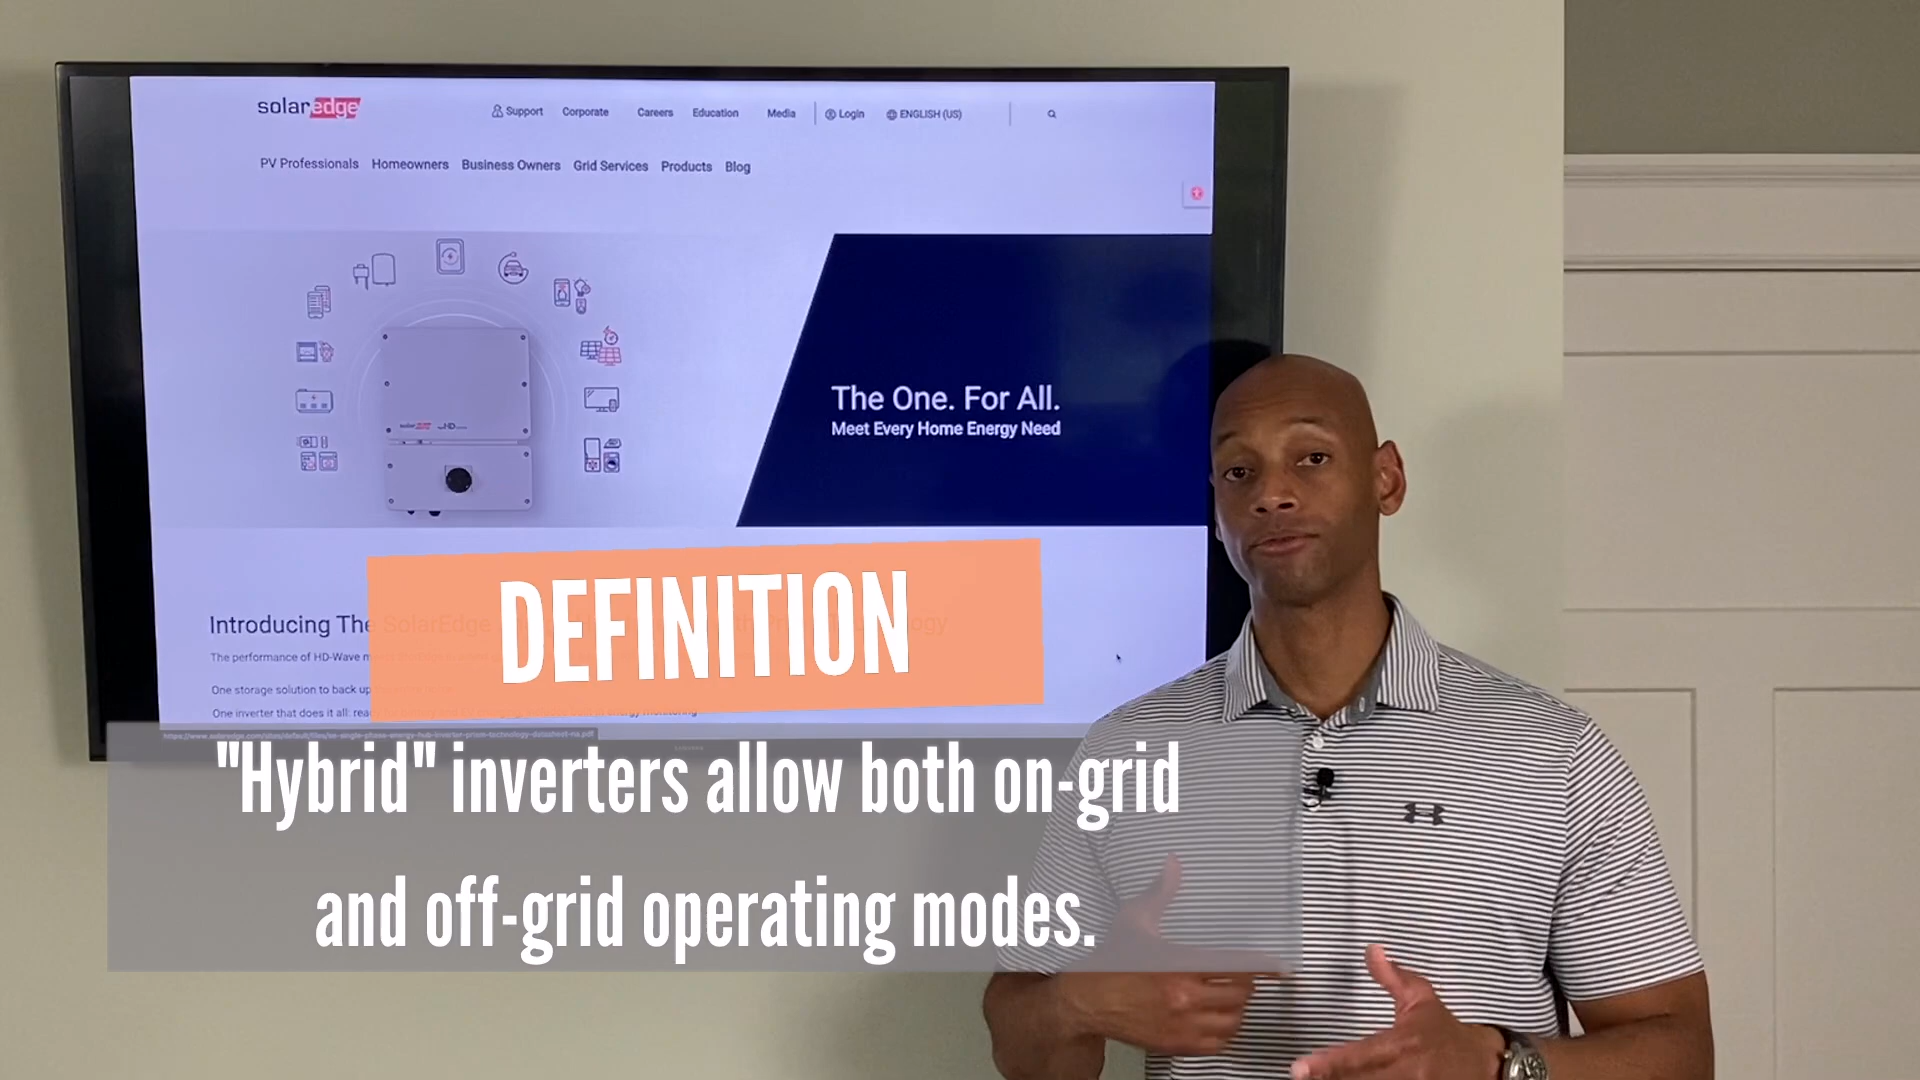 solaredge
Support Corporate Careers Education Media Login ENGLISH (US)
PV Professionals Homeowners Business Owners Grid Services Products Blog
The One. For All.
Meet Every Home Energy Need
Introducing The SolarEdge
DEFINITION
The performance of HD-Wave
One storage solution to back up
One inverter that does it all:
"Hybrid" inverters allow both on-grid
and off-grid operating modes.